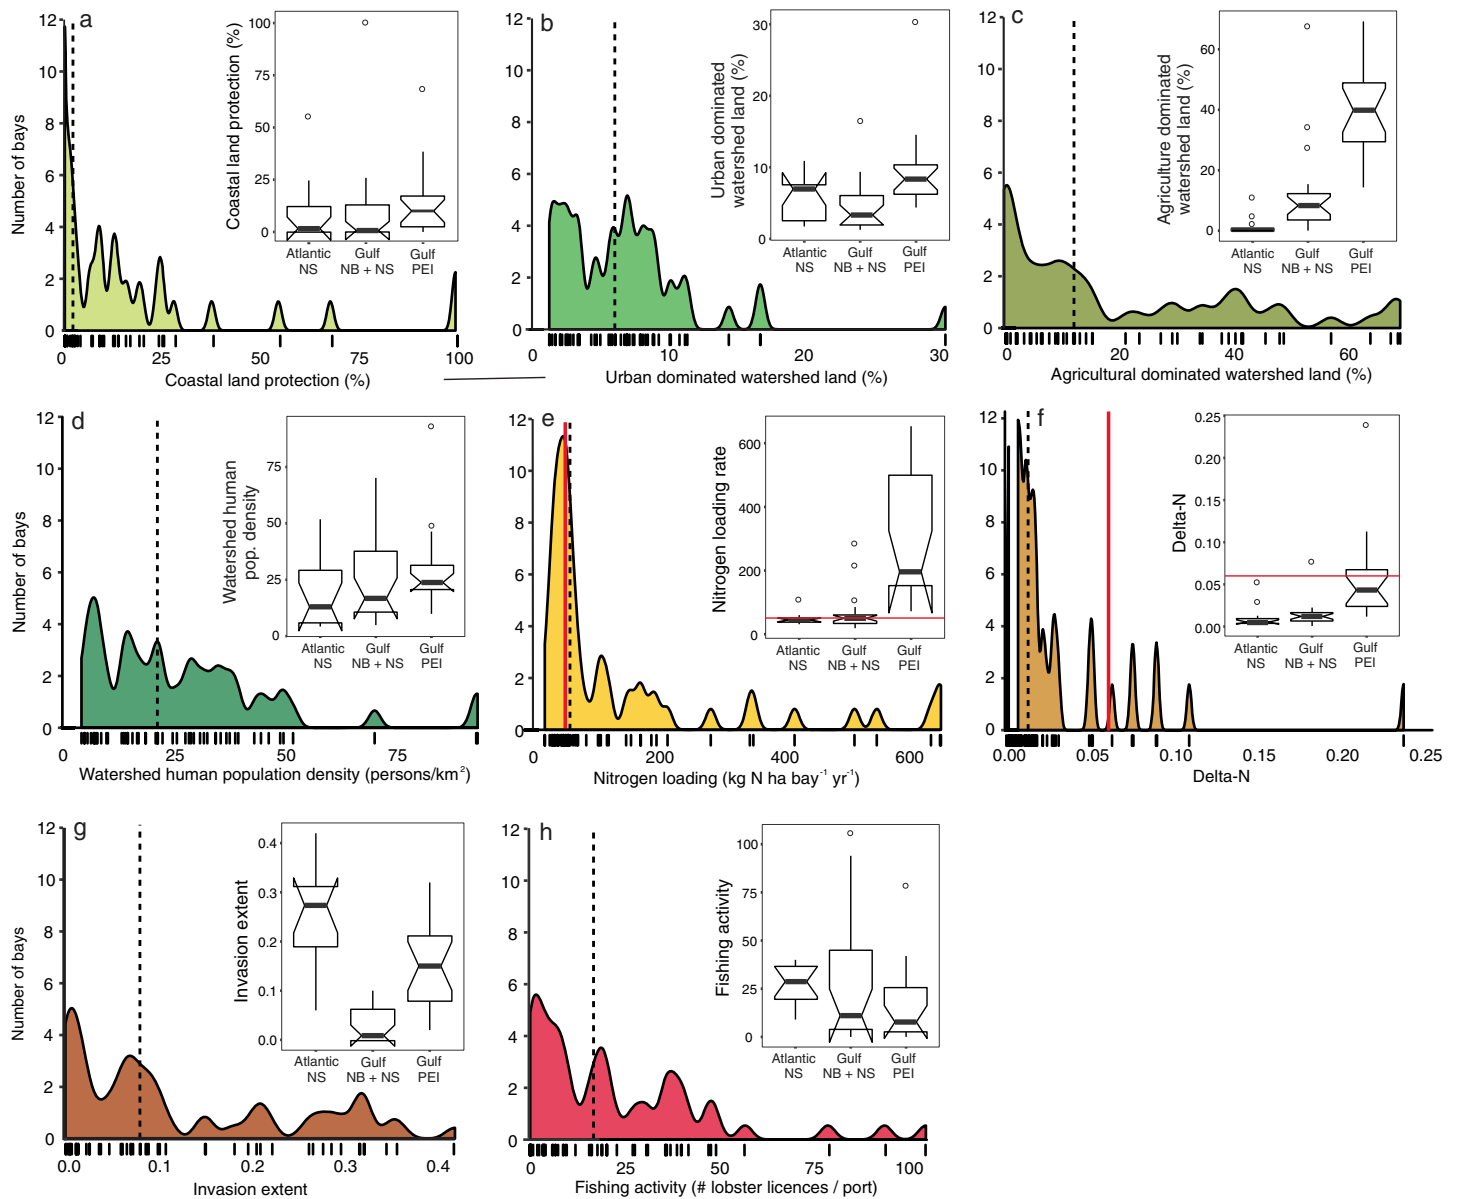 a
12
10
8
6
4
2
0
Number of bays
0
25
50
75
100
Coastal land protection (%)
Coastal land protection (%)
100
75
50
25
0
Atlantic
NS
Gulf
NB + NS
Gulf
PEI
b
12
10
8
6
4
2
0
0
10
20
30
Urban dominated watershed land (%)
Urban dominated
watershed land (%)
30
20
10
0
Atlantic
NS
Gulf
NB + NS
Gulf
PEI
c
12
10
8
6
4
2
0
0
20
40
60
Agricultural dominated watershed land (%)
Agriculture dominated
watershed land (%)
60
40
20
0
Atlantic
NS
Gulf
NB + NS
Gulf
PEI
d
12
10
8
6
4
2
0
Number of bays
0
25
50
75
Watershed human population density (persons/km²)
Watershed human
pop. density
75
50
25
0
Atlantic
NS
Gulf
NB + NS
Gulf
PEI
e
12
10
8
6
4
2
0
0
200
400
600
Nitrogen loading (kg N ha bay⁻¹ yr⁻¹)
Nitrogen loading rate
600
400
200
0
Atlantic
NS
Gulf
NB + NS
Gulf
PEI
f
12
10
8
6
4
2
0
0.00
0.05
0.10
0.15
0.20
0.25
Delta-N
Delta-N
0.25
0.20
0.15
0.10
0.05
0.00
Atlantic
NS
Gulf
NB + NS
Gulf
PEI
g
12
10
8
6
4
2
0
Number of bays
0.0
0.1
0.2
0.3
0.4
Invasion extent
Invasion extent
0.4
0.3
0.2
0.1
0.0
Atlantic
NS
Gulf
NB + NS
Gulf
PEI
h
12
10
8
6
4
2
0
0
25
50
75
100
Fishing activity (# lobster licences / port)
Fishing activity
100
75
50
25
0
Atlantic
NS
Gulf
NB + NS
Gulf
PEI